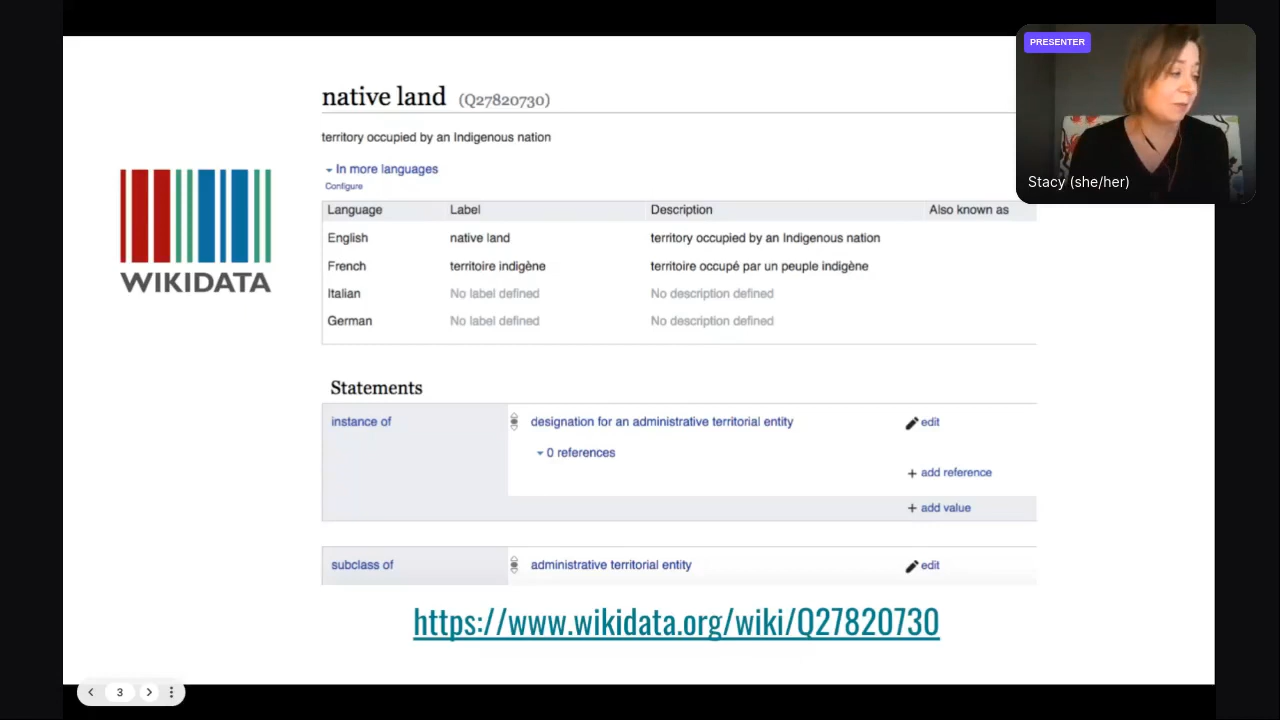 PRESENTER
Stacy (she/her)
WIKIDATA
native land (Q27820730)
territory occupied by an Indigenous nation
In more languages
Configure
Language Label Description Also known as
English native land territory occupied by an Indigenous nation
French territoire indigène territoire occupé par un peuple indigène
Italian No label defined No description defined
German No label defined No description defined
Statements
instance of designation for an administrative territorial entity edit
0 references
+ add reference
+ add value
subclass of administrative territorial entity edit
https://www.wikidata.org/wiki/Q27820730
3